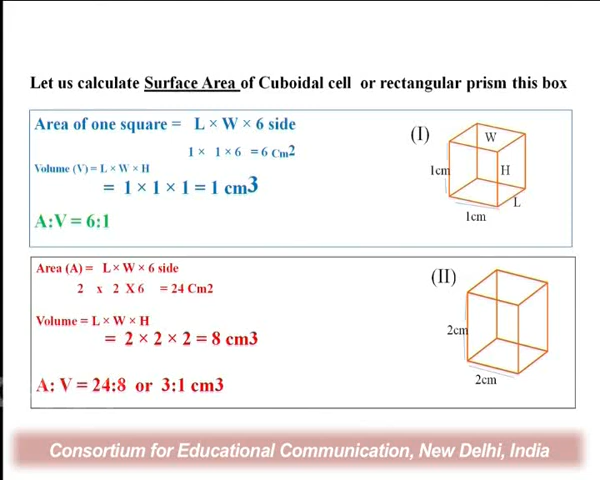 Let us calculate Surface Area of Cuboidal cell or rectangular prism this box
Area of one square = L × W × 6 side
1 × 1 × 6 = 6 Cm2
Volume (V) = L × W × H
= 1 × 1 × 1 = 1 cm3
A:V = 6:1
(I)
W
1cm
H
L
1cm
Area (A) = L × W × 6 side
2 x 2 X 6 = 24 Cm2
Volume = L × W × H
= 2 × 2 × 2 = 8 cm3
A: V = 24:8 or 3:1 cm3
(II)
2cm
2cm
Consortium for Educational Communication, New Delhi, India